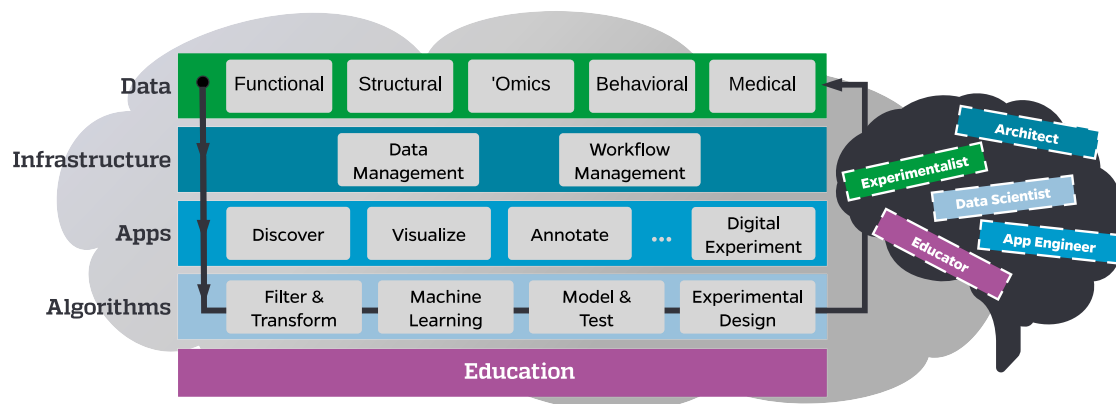 Data
Functional
Structural
'Omics
Behavioral
Medical
Infrastructure
Data
Management
Workflow
Management
Apps
Discover
Visualize
Annotate
...
Digital
Experiment
Algorithms
Filter &
Transform
Machine
Learning
Model &
Test
Experimental
Design
Education
Architect
Experimentalist
Data Scientist
App Engineer
Educator